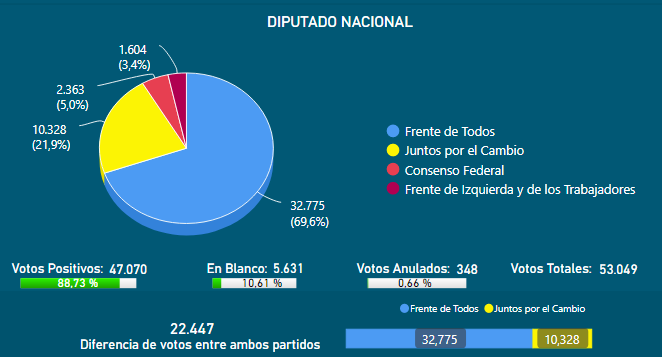 DIPUTADO NACIONAL
1.604
(3,4%)
2.363
(5,0%)
10.328
(21,9%)
32.775
(69,6%)
Frente de Todos
Juntos por el Cambio
Consenso Federal
Frente de Izquierda y de los Trabajadores
Votos Positivos: 47.070
88,73 %
En Blanco: 5.631
10,61 %
Votos Anulados: 348
0,66 %
Votos Totales: 53.049
22.447
Diferencia de votos entre ambos partidos
Frente de Todos Juntos por el Cambio
32,775 10,328